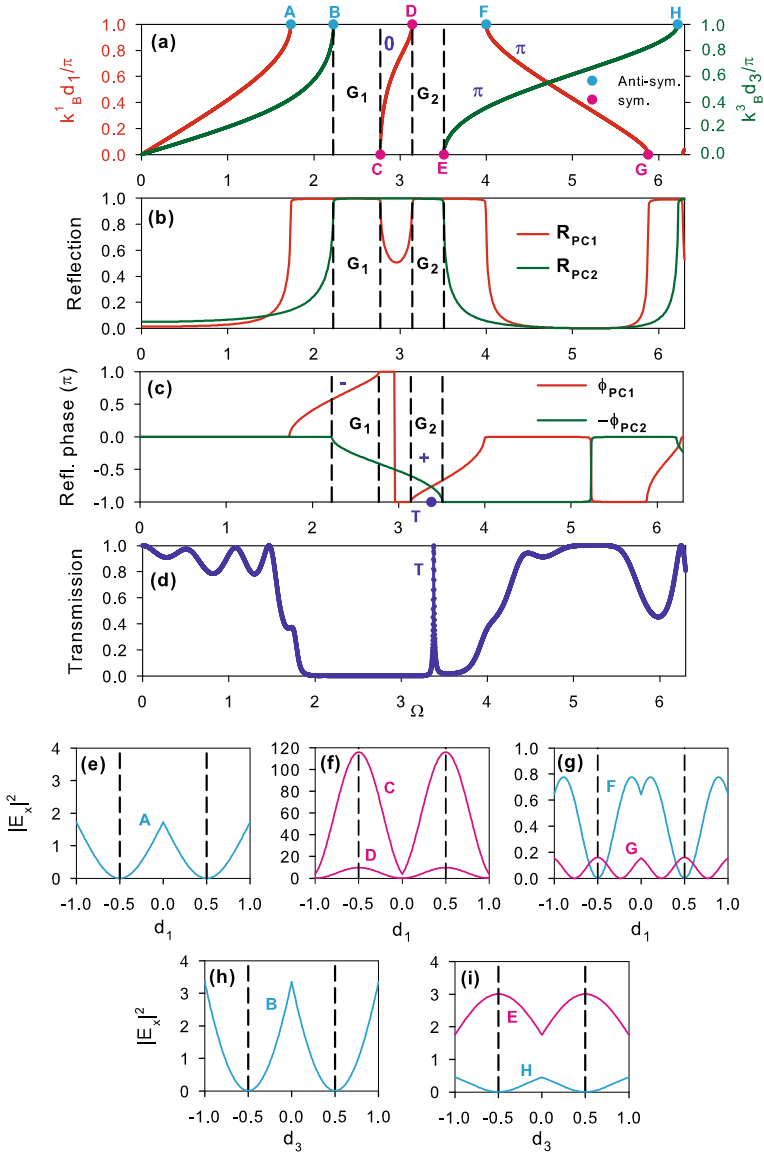 A B D F H
(a) 0 π π G₁ G₂
Anti-sym.
sym.
k¹_B d₁/π
1.0 0.8 0.6 0.4 0.2 0.0
k³_B d₃/π
1.0 0.8 0.6 0.4 0.2 0.0
C E G
0 1 2 3 4 5 6
(b) G₁ G₂
R_PC1
R_PC2
Reflection
1.0 0.8 0.6 0.4 0.2 0.0
0 1 2 3 4 5 6
(c) - G₁ G₂ +
ϕ_PC1
-ϕ_PC2
Refl. phase (π)
1.0 0.5 0.0 -0.5 -1.0
T
0 1 2 3 4 5 6
(d) T
Transmission
1.0 0.8 0.6 0.4 0.2 0.0
0 1 2 3 4 5 6
Ω
(e) A
|E_x|²
4 3 2 1 0
-1.0 -0.5 0.0 0.5 1.0
d₁
(f) C D
120 100 80 60 40 20 0
-1.0 -0.5 0.0 0.5 1.0
d₁
(g) F G
1.0 0.8 0.6 0.4 0.2 0.0
-1.0 -0.5 0.0 0.5 1.0
d₁
(h) B
|E_x|²
4 3 2 1 0
-1.0 -0.5 0.0 0.5 1.0
d₃
(i) E H
4 3 2 1 0
-1.0 -0.5 0.0 0.5 1.0
d₃